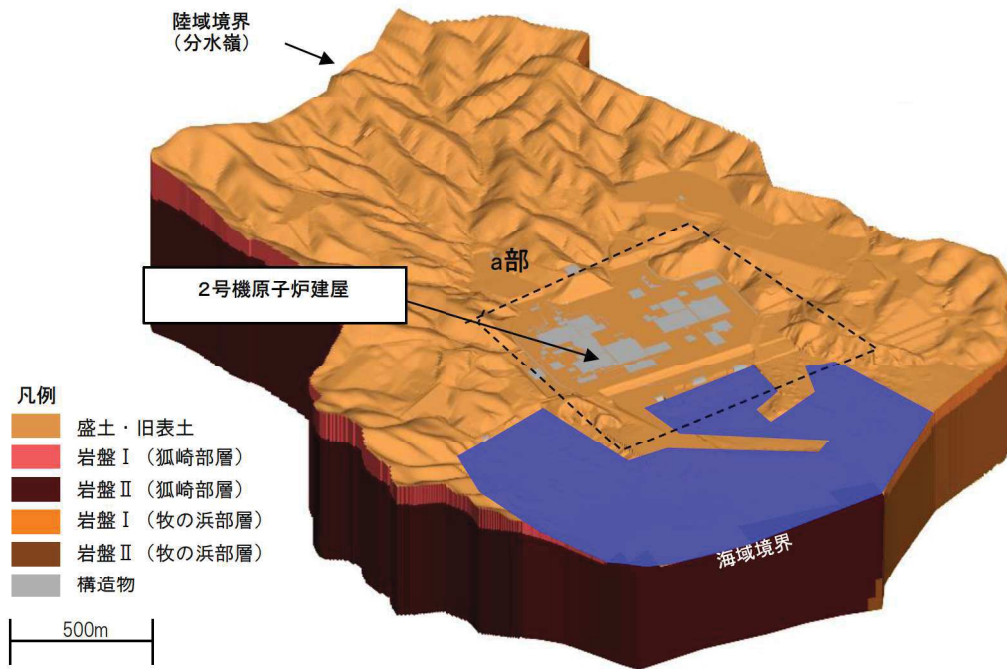 陸域境界
(分水嶺)
a部
2号機原子炉建屋
凡例
盛土・旧表土
岩盤Ⅰ(狐崎部層)
岩盤Ⅱ(狐崎部層)
岩盤Ⅰ(牧の浜部層)
岩盤Ⅱ(牧の浜部層)
構造物
海域境界
500m